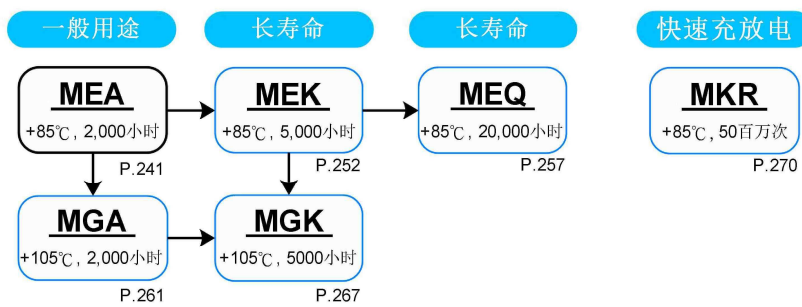 一般用途
长寿命
长寿命
快速充放电
MEA
+85℃, 2,000小时
P.241
MEK
+85℃, 5,000小时
P.252
MEQ
+85℃, 20,000小时
P.257
MKR
+85℃, 50百万次
P.270
MGA
+105℃, 2,000小时
P.261
MGK
+105℃, 5000小时
P.267